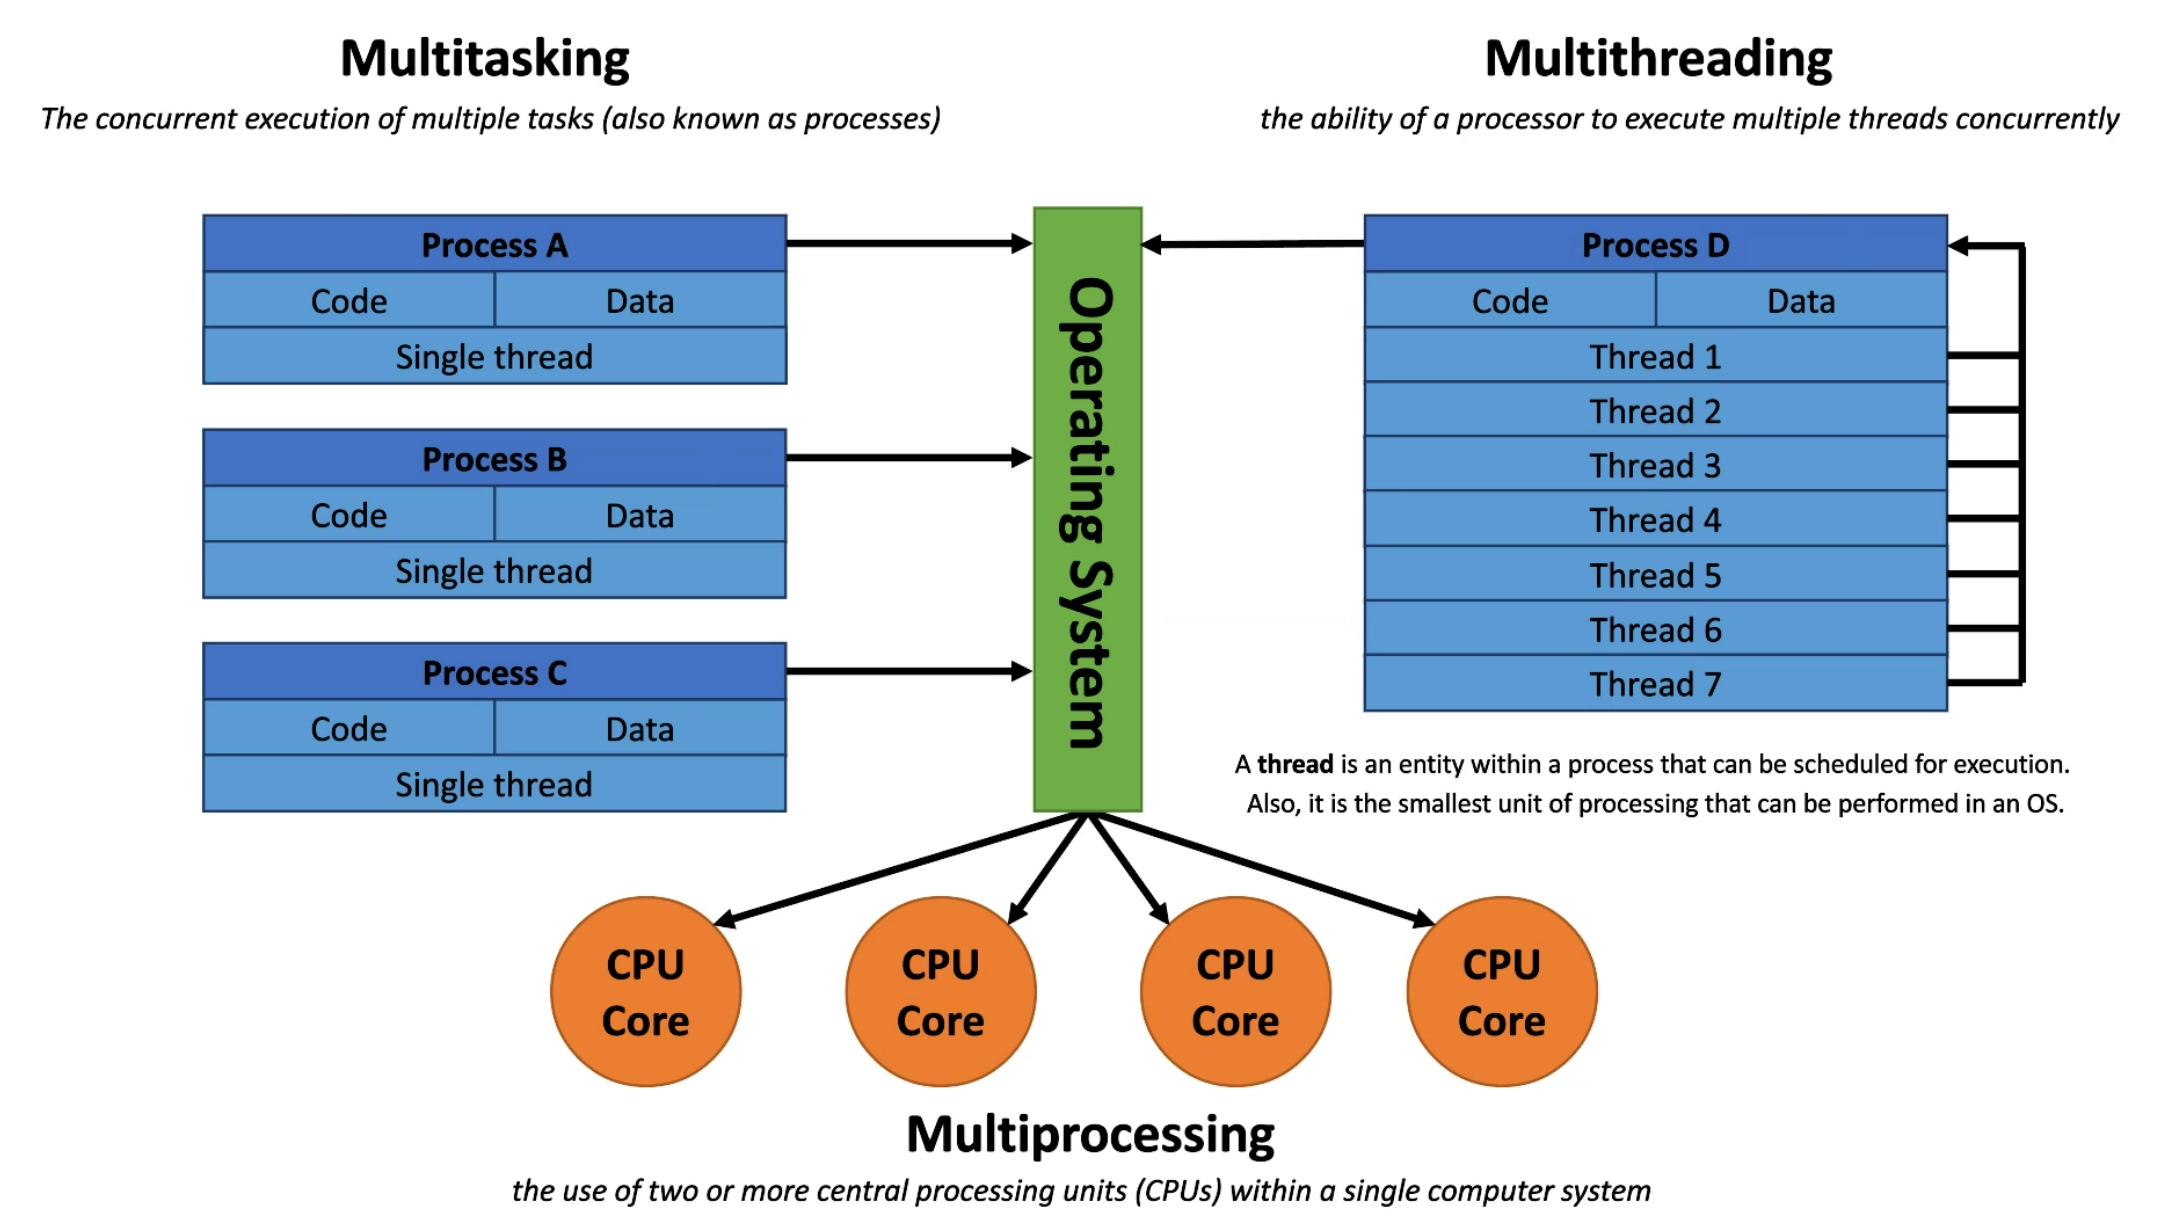 Multitasking
The concurrent execution of multiple tasks (also known as processes)
Multithreading
the ability of a processor to execute multiple threads concurrently
Process A
Code Data
Single thread
Process B
Code Data
Single thread
Process C
Code Data
Single thread
Operating System
Process D
Code Data
Thread 1
Thread 2
Thread 3
Thread 4
Thread 5
Thread 6
Thread 7
A thread is an entity within a process that can be scheduled for execution.
Also, it is the smallest unit of processing that can be performed in an OS.
CPU
Core
CPU
Core
CPU
Core
CPU
Core
Multiprocessing
the use of two or more central processing units (CPUs) within a single computer system